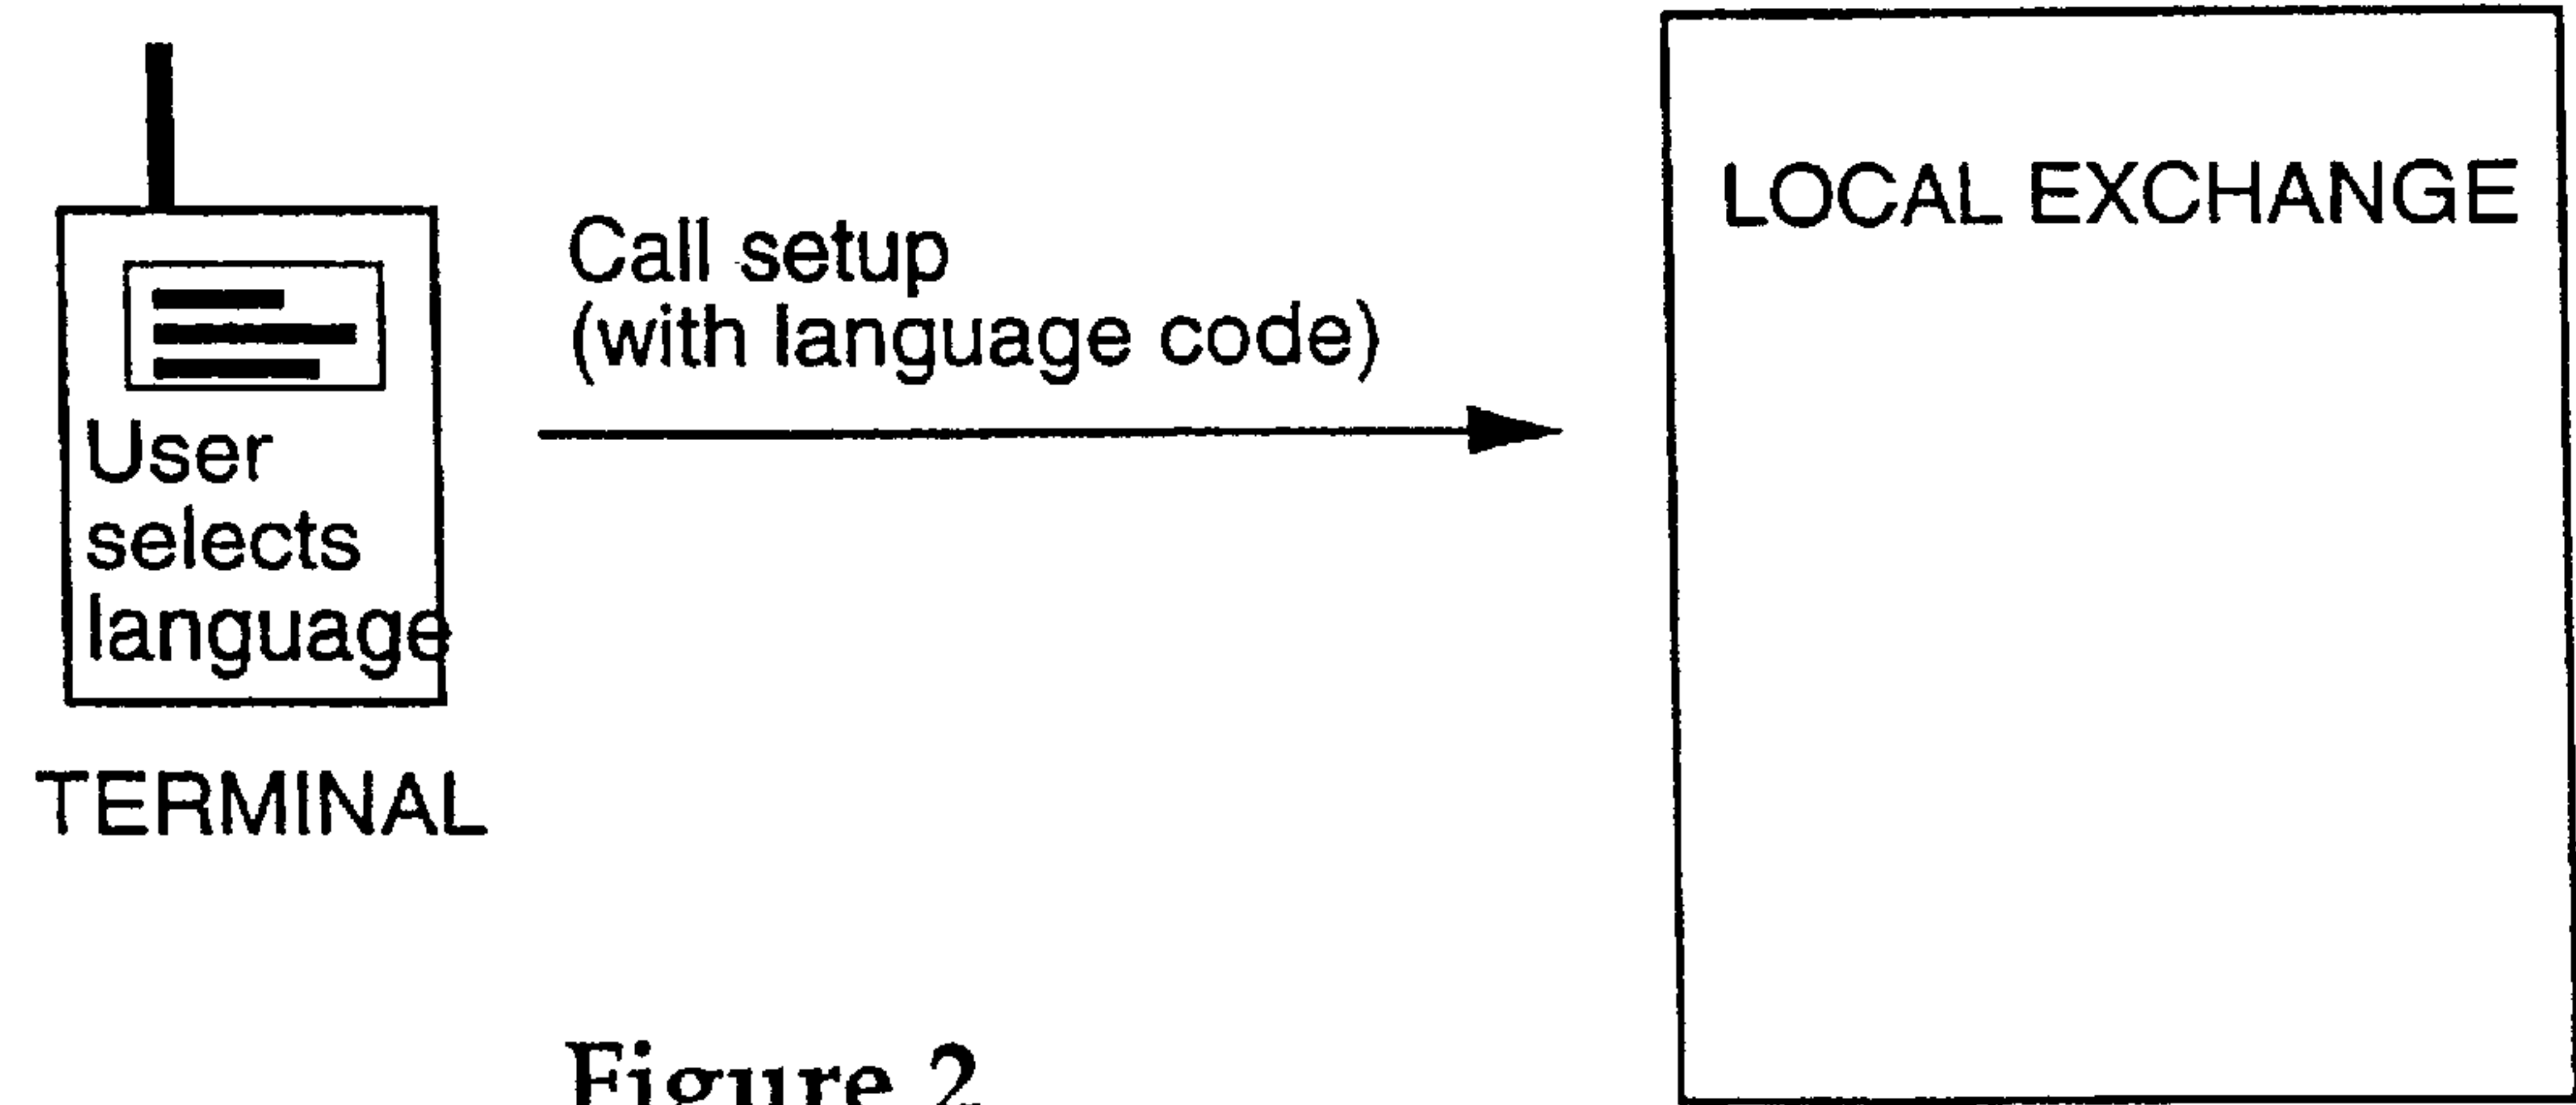 LOCAL EXCHANGE
Call setup
(with language code)
User
selects
language
TERMINAL
Figure 2